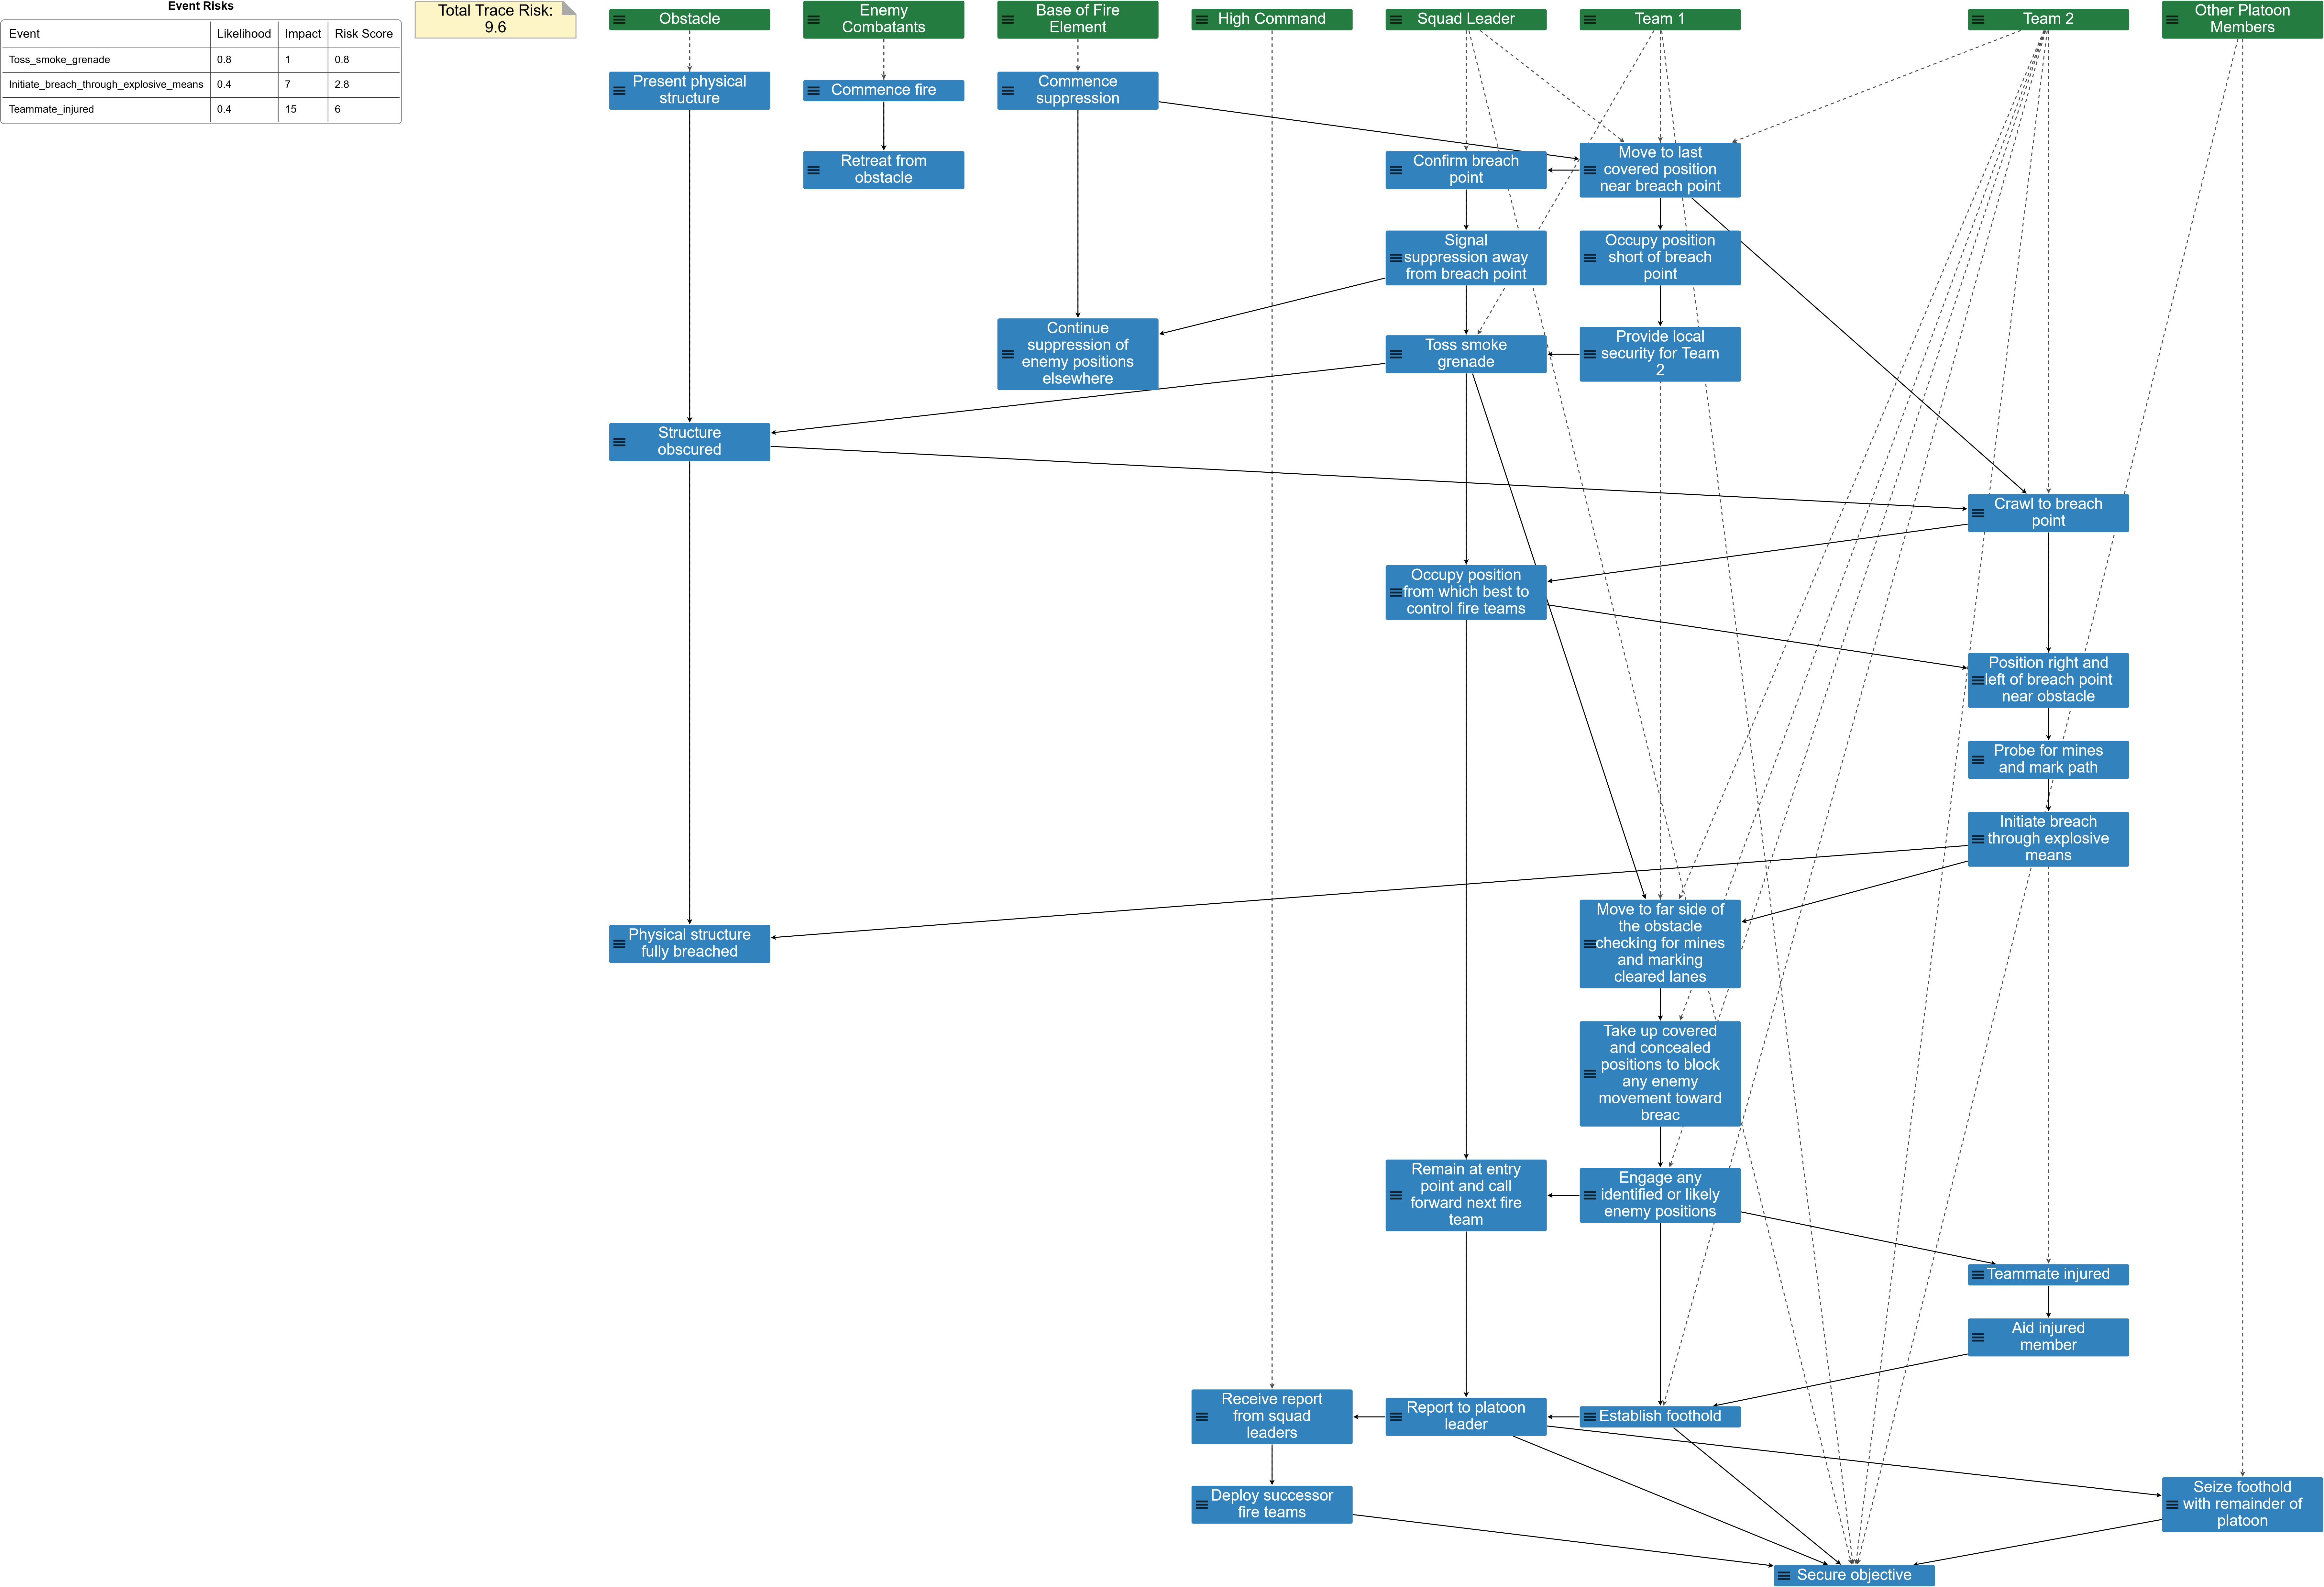 Event Risks
Event Likelihood Impact Risk Score
Toss_smoke_grenade 0.8 1 0.8
Initiate_breach_through_explosive_means 0.4 7 2.8
Teammate_injured 0.4 15 6
Total Trace Risk:
9.6
Obstacle
Enemy
Combatants
Base of Fire
Element
High Command
Squad Leader
Team 1
Team 2
Other Platoon
Members
Present physical
structure
Commence fire
Commence
suppression
Retreat from
obstacle
Confirm breach
point
Move to last
covered position
near breach point
Signal
suppression away
from breach point
Occupy position
short of breach
point
Continue
suppression of
enemy positions
elsewhere
Toss smoke
grenade
Provide local
security for Team
2
Structure
obscured
Crawl to breach
point
Occupy position
from which best to
control fire teams
Position right and
left of breach point
near obstacle
Probe for mines
and mark path
Initiate breach
through explosive
means
Physical structure
fully breached
Move to far side of
the obstacle
checking for mines
and marking
cleared lanes
Take up covered
and concealed
positions to block
any enemy
movement toward
breac
Remain at entry
point and call
forward next fire
team
Engage any
identified or likely
enemy positions
Teammate injured
Aid injured
member
Receive report
from squad
leaders
Report to platoon
leader
Establish foothold
Deploy successor
fire teams
Seize foothold
with remainder of
platoon
Secure objective